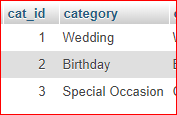 cat_id category
1 Wedding
2 Birthday
3 Special Occasion